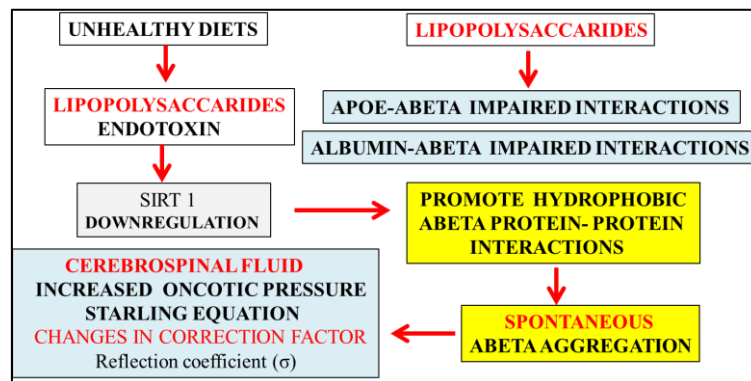 UNHEALTHY DIETS
LIPOPOLYSACCARIDES
LIPOPOLYSACCARIDES
ENDOTOXIN
APOE-ABETA IMPAIRED INTERACTIONS
ALBUMIN-ABETA IMPAIRED INTERACTIONS
SIRT 1
DOWNREGULATION
PROMOTE HYDROPHOBIC
ABETA PROTEIN- PROTEIN
INTERACTIONS
CEREBROSPINAL FLUID
INCREASED ONCOTIC PRESSURE
STARLING EQUATION
CHANGES IN CORRECTION FACTOR
Reflection coefficient (σ)
SPONTANEOUS
ABETA AGGREGATION